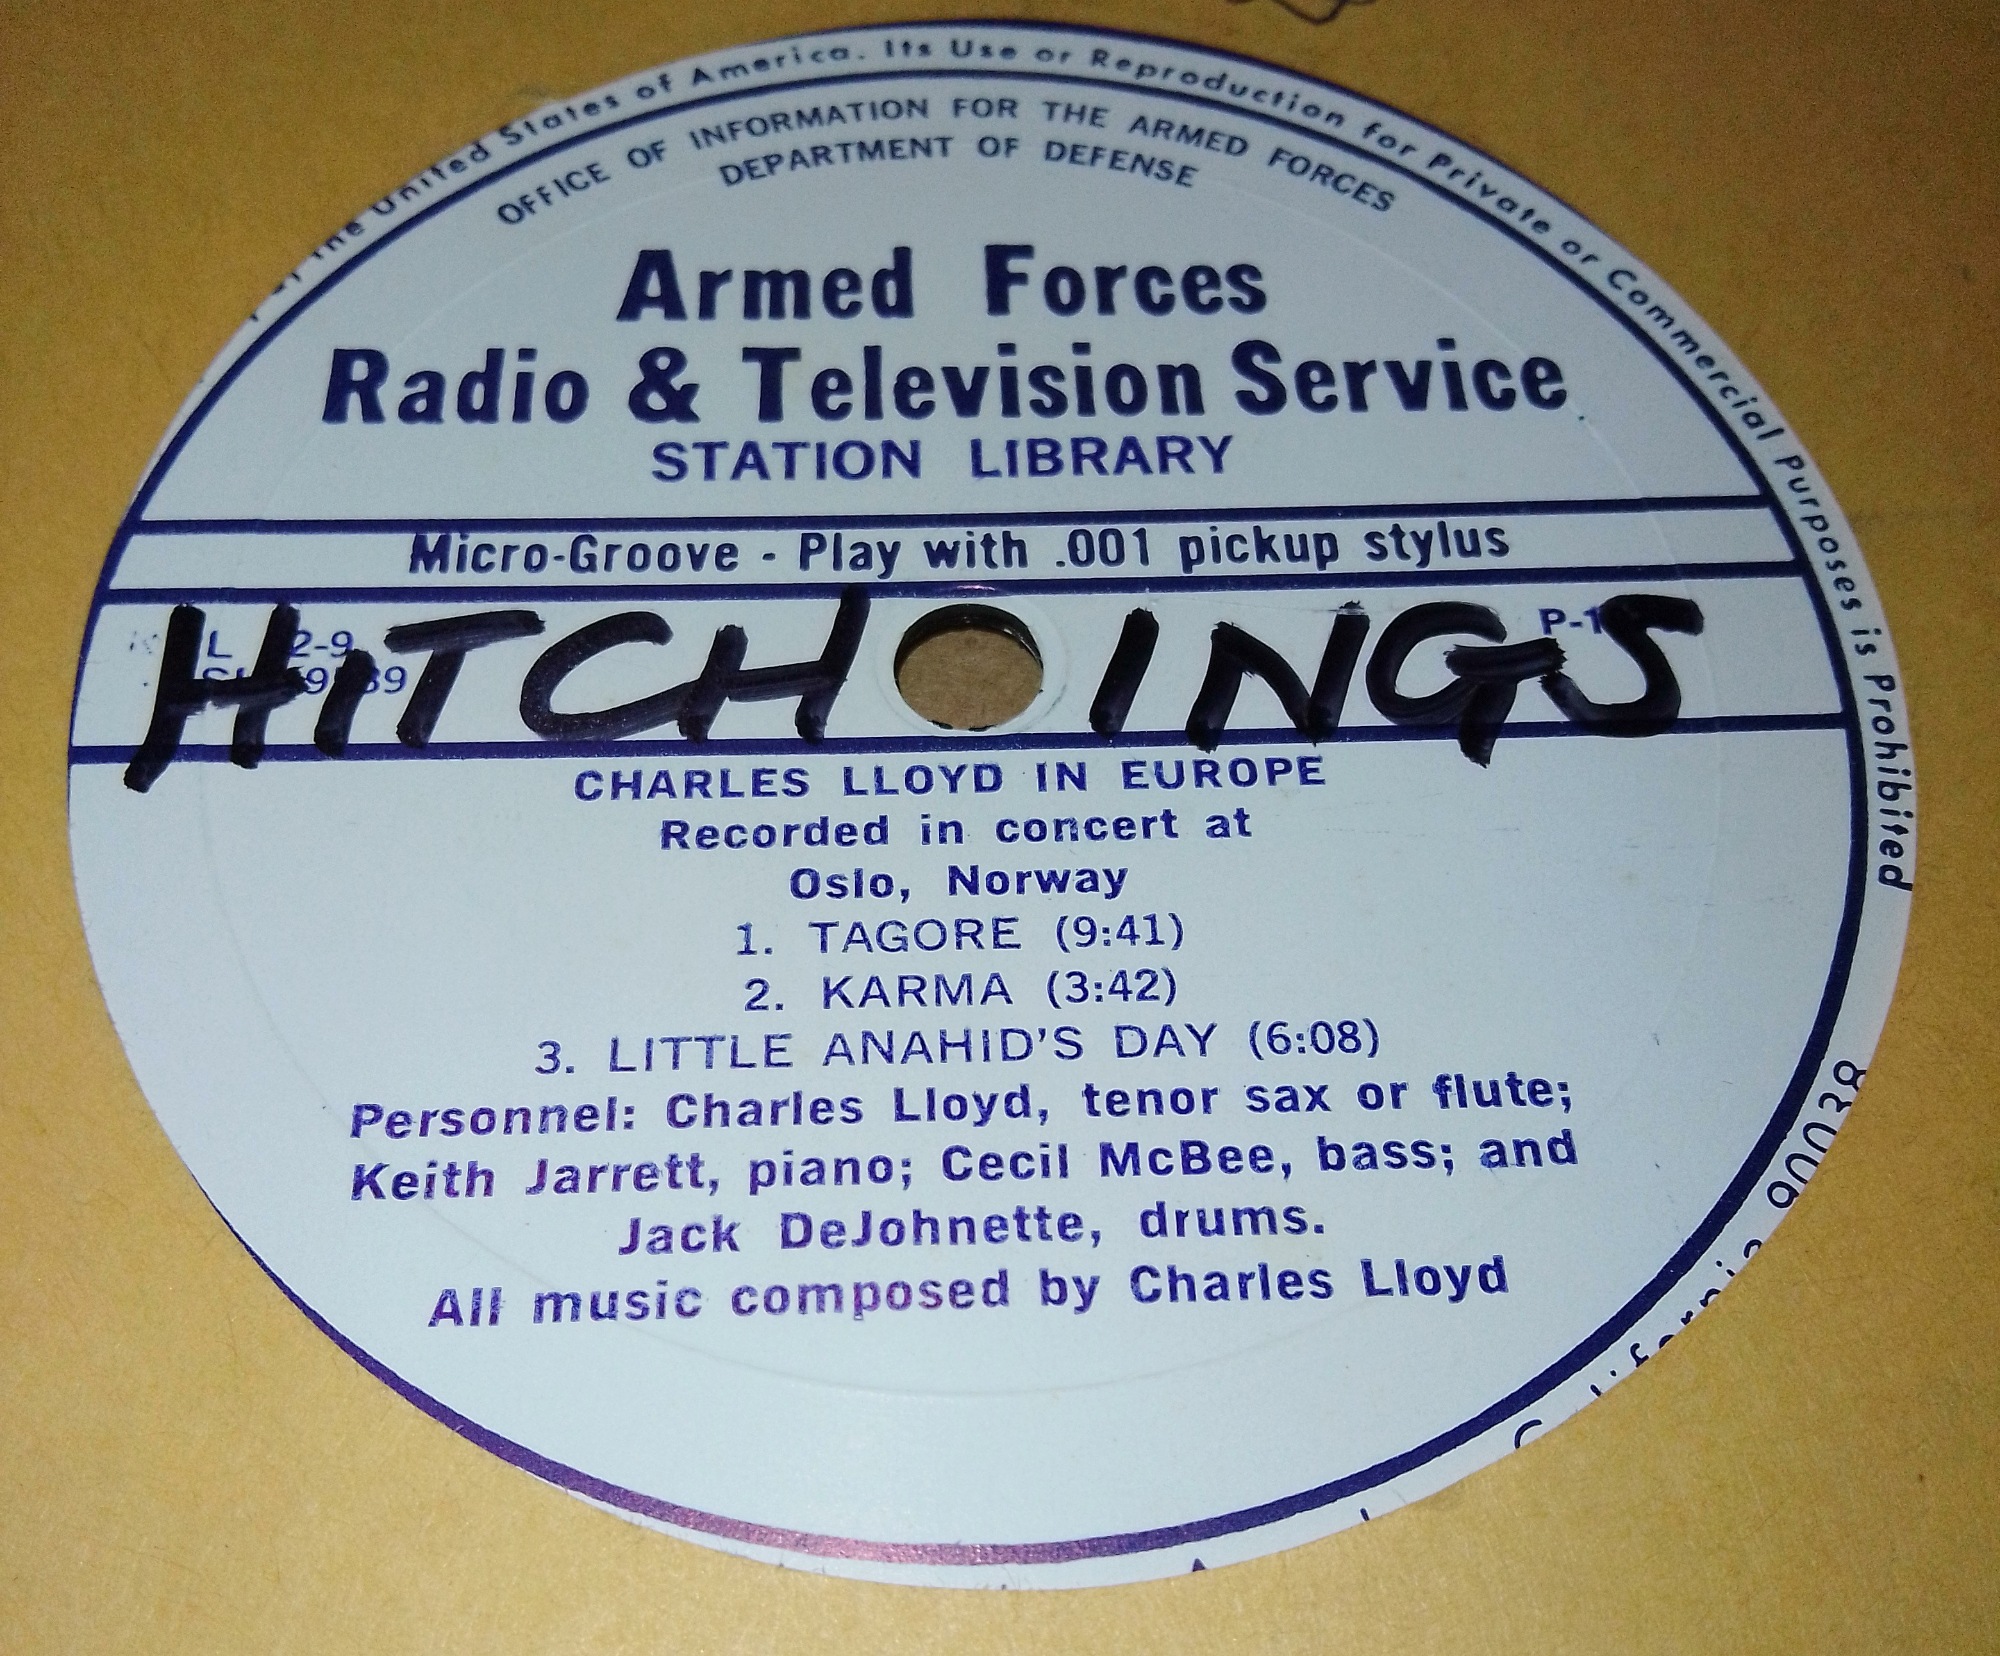 the United States of America. Its Use or Reproduction for Private or Commercial Purposes is Prohibited
OFFICE OF INFORMATION FOR THE ARMED FORCES
DEPARTMENT OF DEFENSE
Armed Forces
Radio & Television Service
STATION LIBRARY
Micro-Groove - Play with .001 pickup stylus
HITCHINGS
CHARLES LLOYD IN EUROPE
Recorded in concert at
Oslo, Norway
1. TAGORE (9:41)
2. KARMA (3:42)
3. LITTLE ANAHID'S DAY (6:08)
Personnel: Charles Lloyd, tenor sax or flute;
Keith Jarrett, piano; Cecil McBee, bass; and
Jack DeJohnette, drums.
All music composed by Charles Lloyd
California 90038